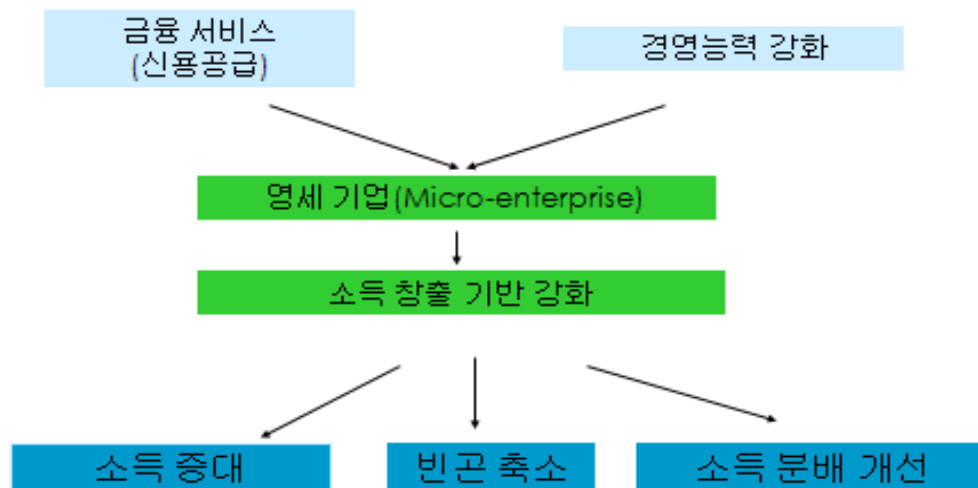 금융 서비스
(신용공급)
경영능력 강화
영세 기업(Micro-enterprise)
소득 창출 기반 강화
소득 증대
빈곤 축소
소득 분배 개선